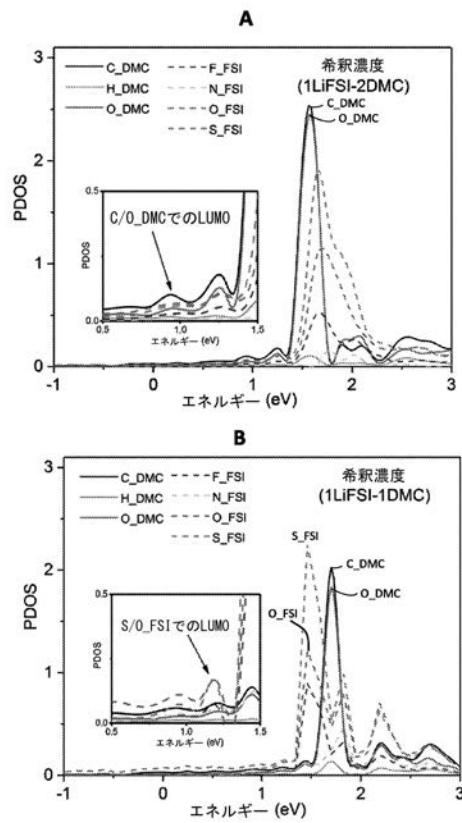 A
希釈濃度
(1LiFSI-2DMC)
C_DMC
H_DMC
O_DMC
F_FSI
N_FSI
O_FSI
S_FSI
C_DMC
O_DMC
PDOS
3
2
1
0
-1
0
1
2
3
エネルギー (eV)
C/O_DMCでのLUMO
PDOS
0.5
0.0
0.5
1.0
1.5
エネルギー (eV)
B
希釈濃度
(1LiFSI-1DMC)
C_DMC
H_DMC
O_DMC
F_FSI
N_FSI
O_FSI
S_FSI
S_FSI
C_DMC
O_DMC
O_FSI
PDOS
3
2
1
0
-1
0
1
2
3
エネルギー (eV)
S/O_FSIでのLUMO
PDOS
0.5
0.0
0.5
1.0
1.5
エネルギー (eV)